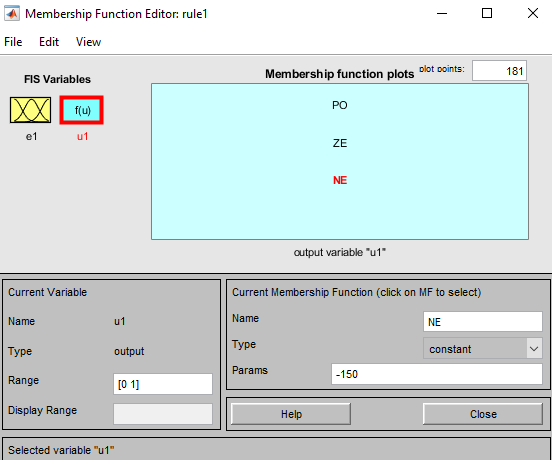 Membership Function Editor: rule1
File Edit View
FIS Variables
Membership function plots plot points: 181
f(u)
e1 u1
PO
ZE
NE
output variable "u1"
Current Variable
Name u1
Type output
Range [0 1]
Display Range
Current Membership Function (click on MF to select)
Name NE
Type constant
Params -150
Help Close
Selected variable "u1"